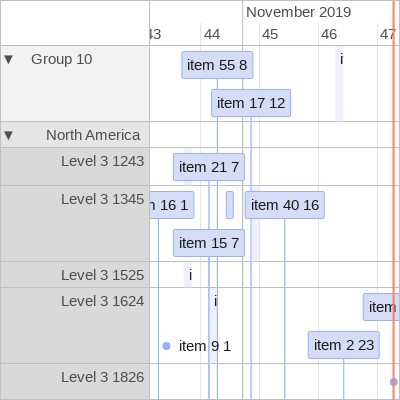 November 2019
43 44 45 46 47
▼ Group 10
item 55 8
i
item 17 12
▼ North America
Level 3 1243
item 21 7
Level 3 1345
16 1
item 40 16
item 15 7
Level 3 1525
i
Level 3 1624
i
item
item 9 1
item 2 23
Level 3 1826